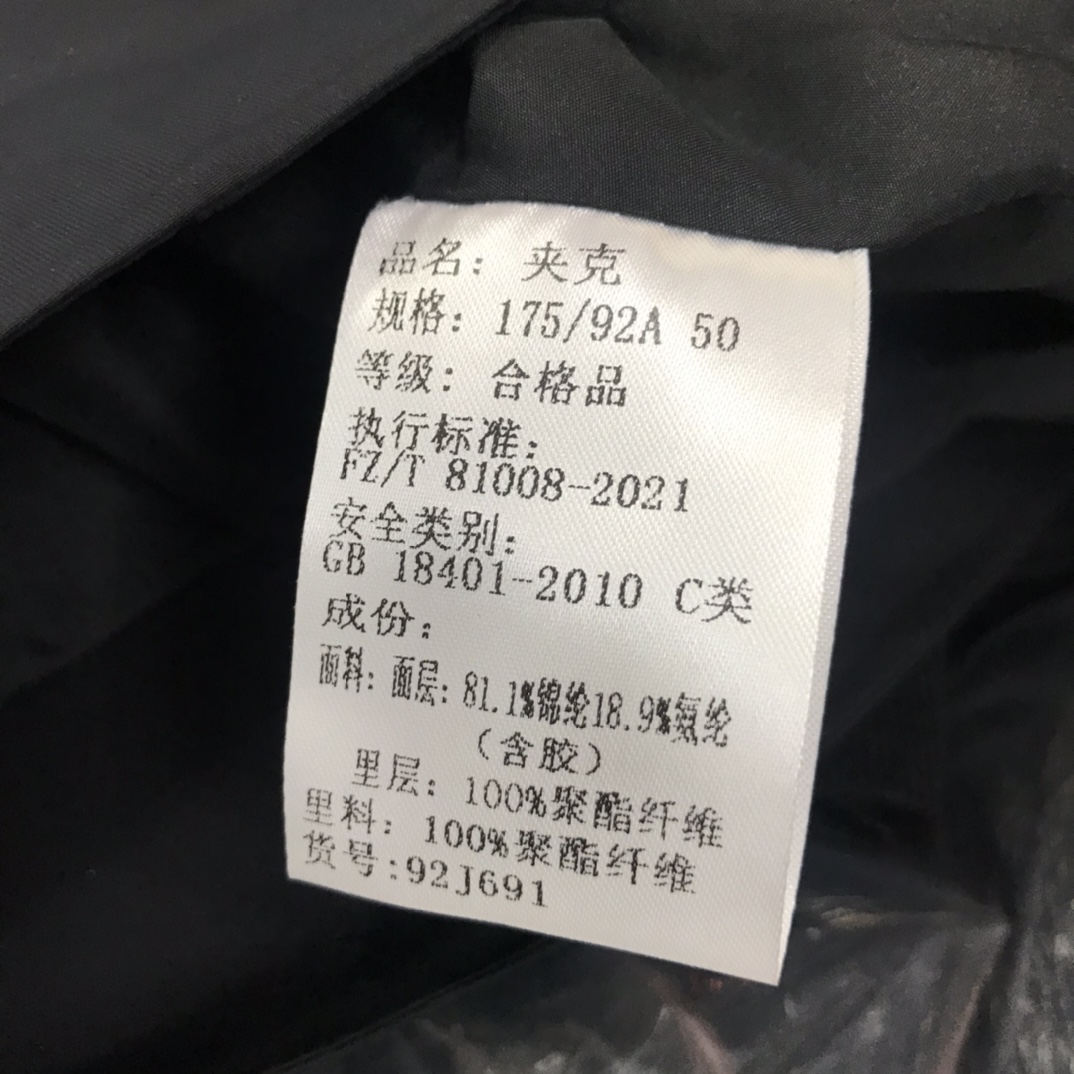 品名：夹克
规格：175/92A 50
等级：合格品
执行标准：
FZ/T 81008-2021
安全类别：
GB 18401-2010 C类
成份：
面料：面层：81.1%锦纶18.9%氨纶
（含胶）
里层：100%聚酯纤维
里料：100%聚酯纤维
货号:92J691